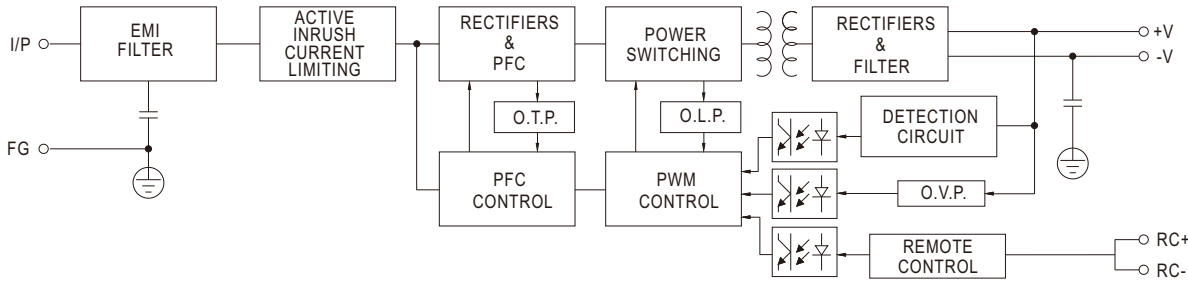 I/P
EMI
FILTER
ACTIVE
INRUSH
CURRENT
LIMITING
RECTIFIERS
&
PFC
POWER
SWITCHING
RECTIFIERS
&
FILTER
+V
-V
O.T.P.
O.L.P.
DETECTION
CIRCUIT
FG
PFC
CONTROL
PWM
CONTROL
O.V.P.
REMOTE
CONTROL
RC+
RC-